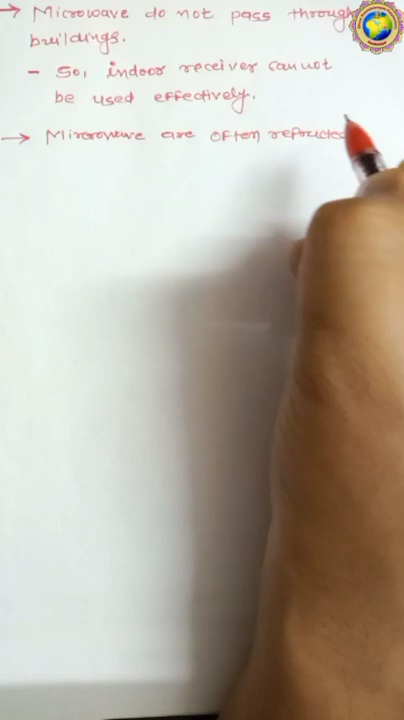 → Microwave do not pass through
buildings.
- So, indoor receiver cannot
be used effectively.
→ Microwave are often refracted